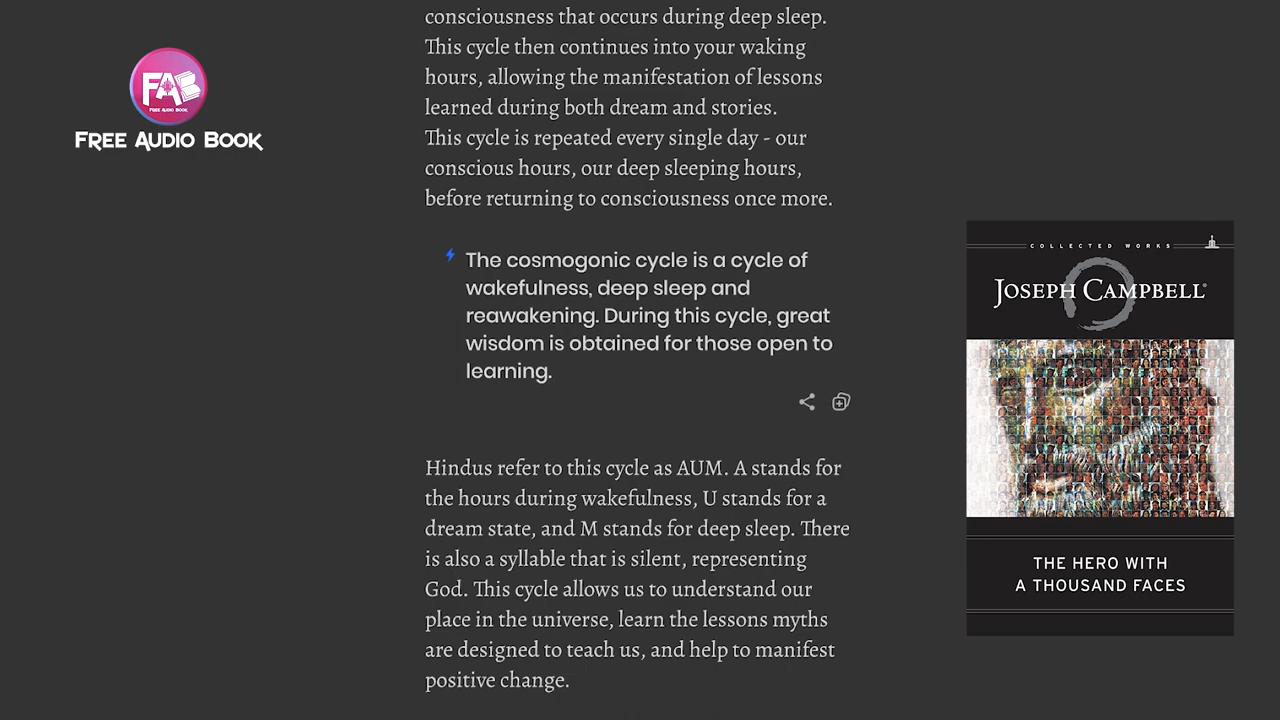 consciousness that occurs during deep sleep.
This cycle then continues into your waking
hours, allowing the manifestation of lessons
learned during both dream and stories.
This cycle is repeated every single day - our
conscious hours, our deep sleeping hours,
before returning to consciousness once more.
The cosmogonic cycle is a cycle of
wakefulness, deep sleep and
reawakening. During this cycle, great
wisdom is obtained for those open to
learning.
Hindus refer to this cycle as AUM. A stands for
the hours during wakefulness, U stands for a
dream state, and M stands for deep sleep. There
is also a syllable that is silent, representing
God. This cycle allows us to understand our
place in the universe, learn the lessons myths
are designed to teach us, and help to manifest
positive change.
FAB
FREE AUDIO BOOK
FREE AUDIO BOOK
COLLECTED WORKS
JOSEPH CAMPBELL®
THE HERO WITH
A THOUSAND FACES